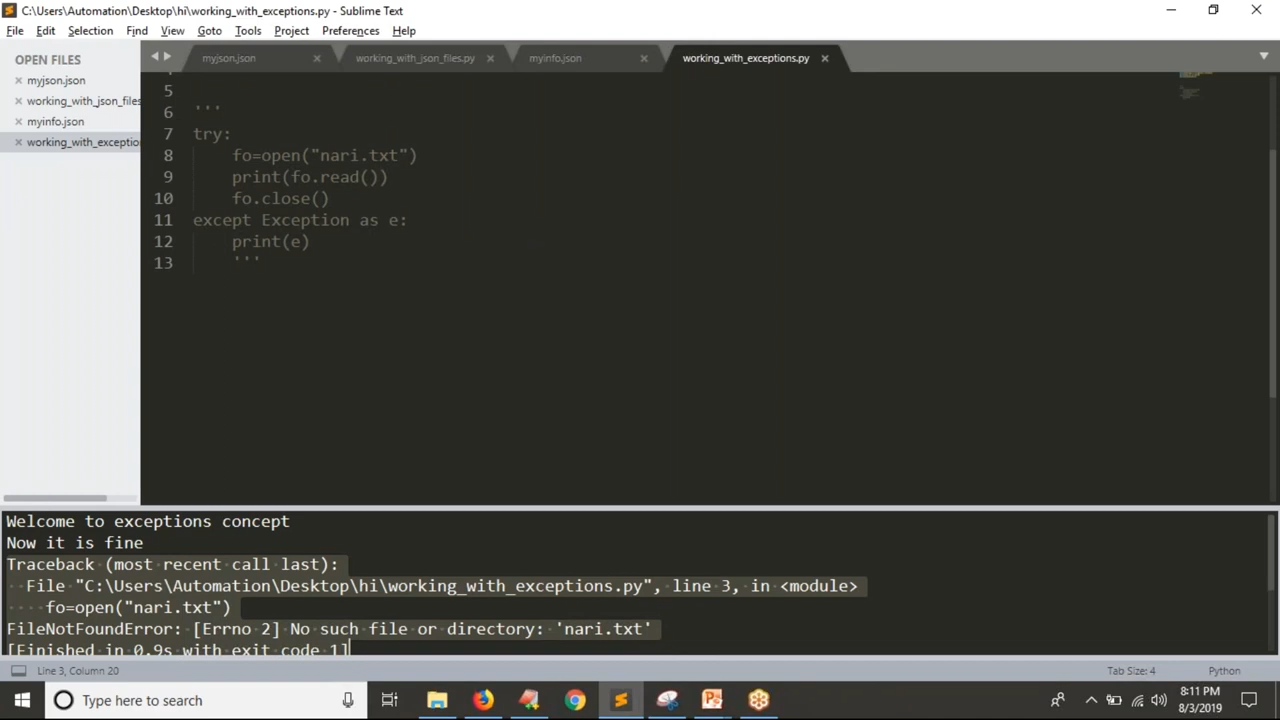 C:\Users\Automation\Desktop\hi\working_with_exceptions.py - Sublime Text
File Edit Selection Find View Goto Tools Project Preferences Help
OPEN FILES
myjson.json
working_with_json_files
myinfo.json
working_with_exceptio
myjson.json working_with_json_files.py myinfo.json working_with_exceptions.py
5
6 '''
7 try:
8 fo=open("nari.txt")
9 print(fo.read())
10 fo.close()
11 except Exception as e:
12 print(e)
13 '''
Welcome to exceptions concept
Now it is fine
Traceback (most recent call last):
File "C:\Users\Automation\Desktop\hi\working_with_exceptions.py", line 3, in <module>
fo=open("nari.txt")
FileNotFoundError: [Errno 2] No such file or directory: 'nari.txt'
[Finished in 0.9s with exit code 1]
Line 3, Column 20 Tab Size: 4 Python
Type here to search
8:11 PM
8/3/2019